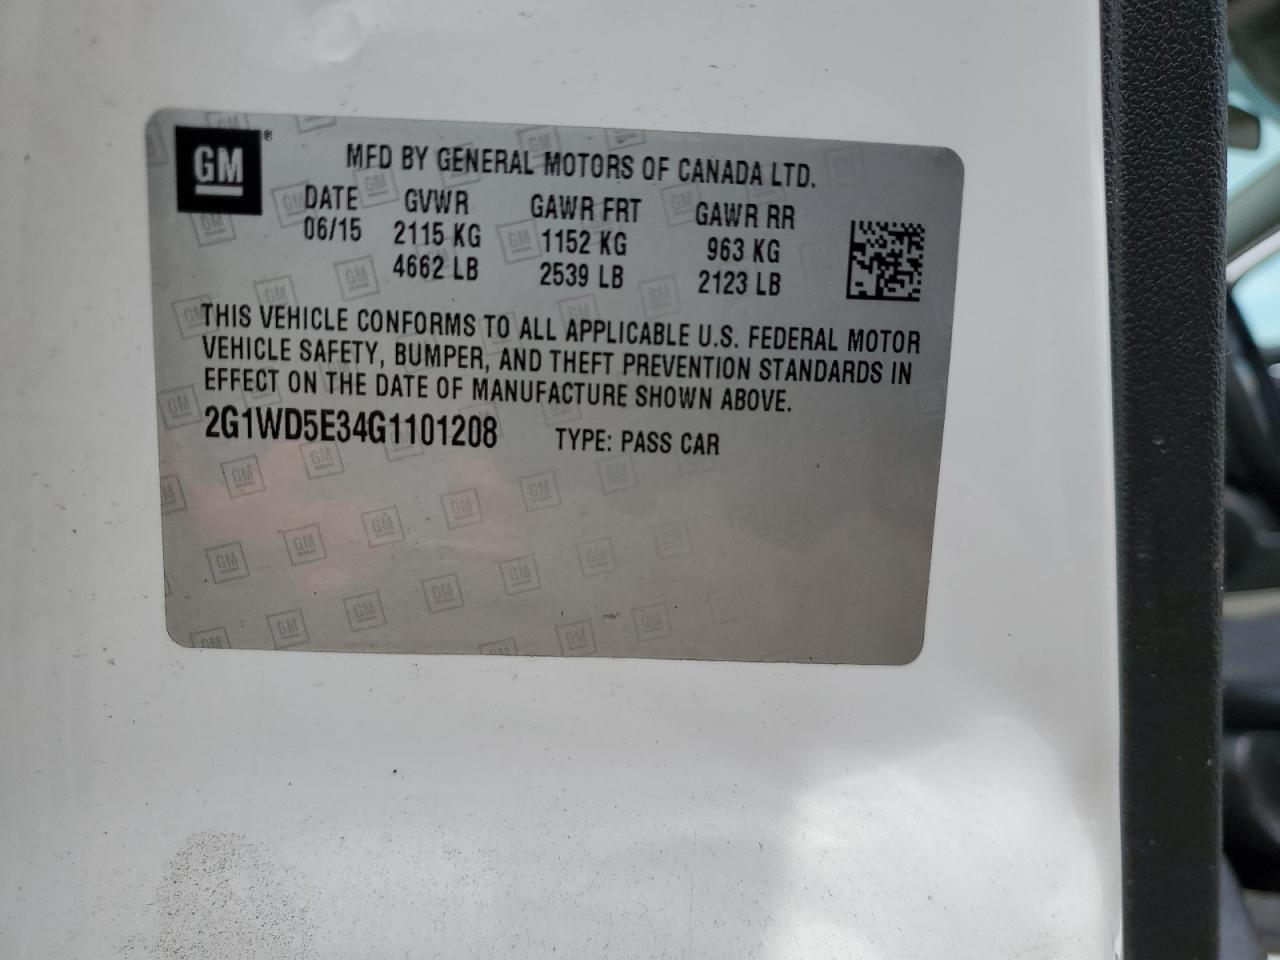 GM ®
MFD BY GENERAL MOTORS OF CANADA LTD.
DATE GVWR GAWR FRT GAWR RR
06/15 2115 KG 1152 KG 963 KG
4662 LB 2539 LB 2123 LB
THIS VEHICLE CONFORMS TO ALL APPLICABLE U.S. FEDERAL MOTOR
VEHICLE SAFETY, BUMPER, AND THEFT PREVENTION STANDARDS IN
EFFECT ON THE DATE OF MANUFACTURE SHOWN ABOVE.
2G1WD5E34G1101208 TYPE: PASS CAR